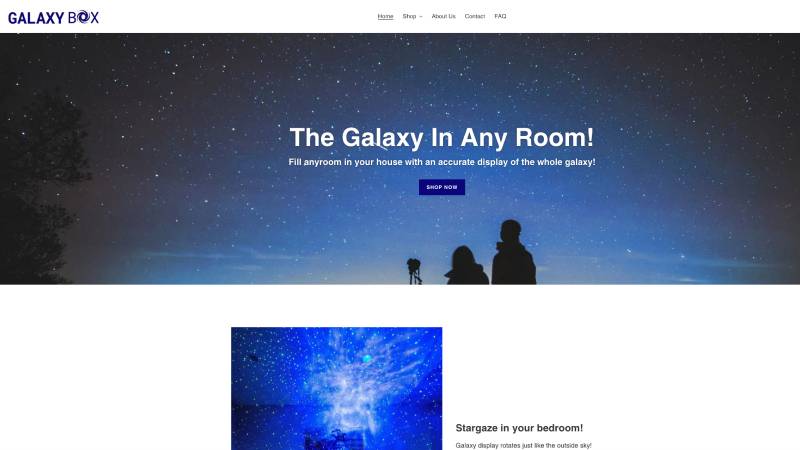 GALAXY BOX
Home Shop About Us Contact FAQ
The Galaxy In Any Room!
Fill anyroom in your house with an accurate display of the whole galaxy!
SHOP NOW
Stargaze in your bedroom!
Galaxy display rotates just like the outside sky!